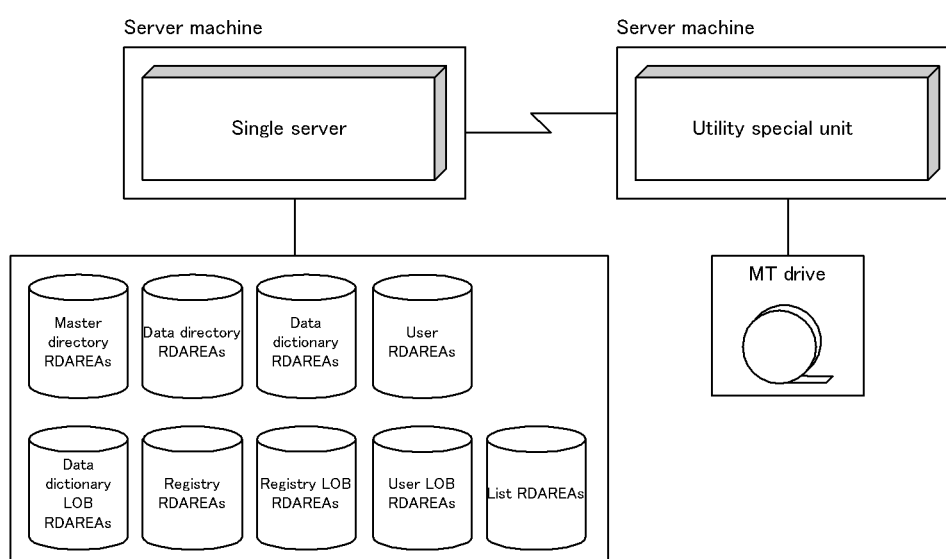 Server machine
Server machine
Single server
Utility special unit
MT drive
Master
directory
RDAREAs
Data directory
RDAREAs
Data
dictionary
RDAREAs
User
RDAREAs
Data
dictionary
LOB
RDAREAs
Registry
RDAREAs
Registry LOB
RDAREAs
User LOB
RDAREAs
List RDAREAs